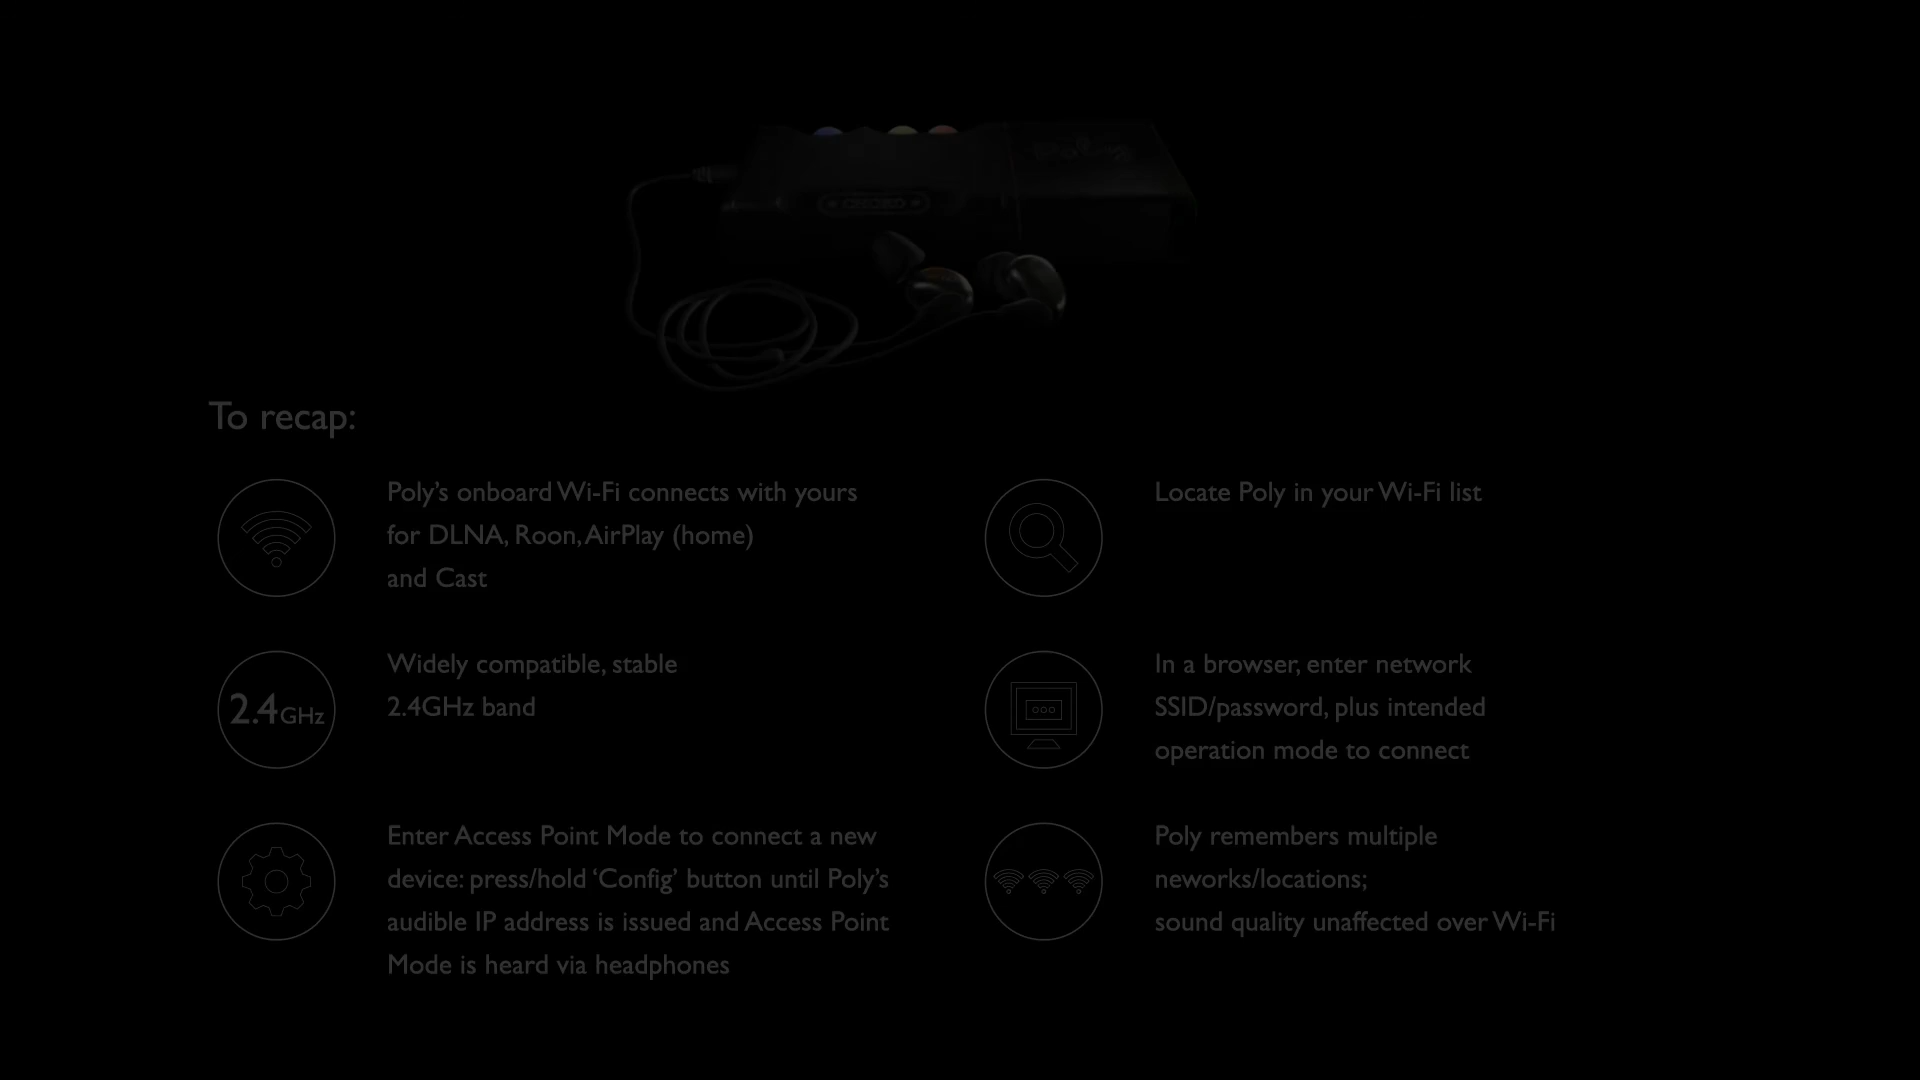 CHORD
Poly
To recap:
Poly's onboard Wi-Fi connects with yours
for DLNA, Roon, AirPlay (home)
and Cast
2.4GHz
Widely compatible, stable
2.4GHz band
Enter Access Point Mode to connect a new
device: press/hold ‘Config’ button until Poly's
audible IP address is issued and Access Point
Mode is heard via headphones
Locate Poly in your Wi-Fi list
In a browser, enter network
SSID/password, plus intended
operation mode to connect
Poly remembers multiple
neworks/locations;
sound quality unaffected over Wi-Fi